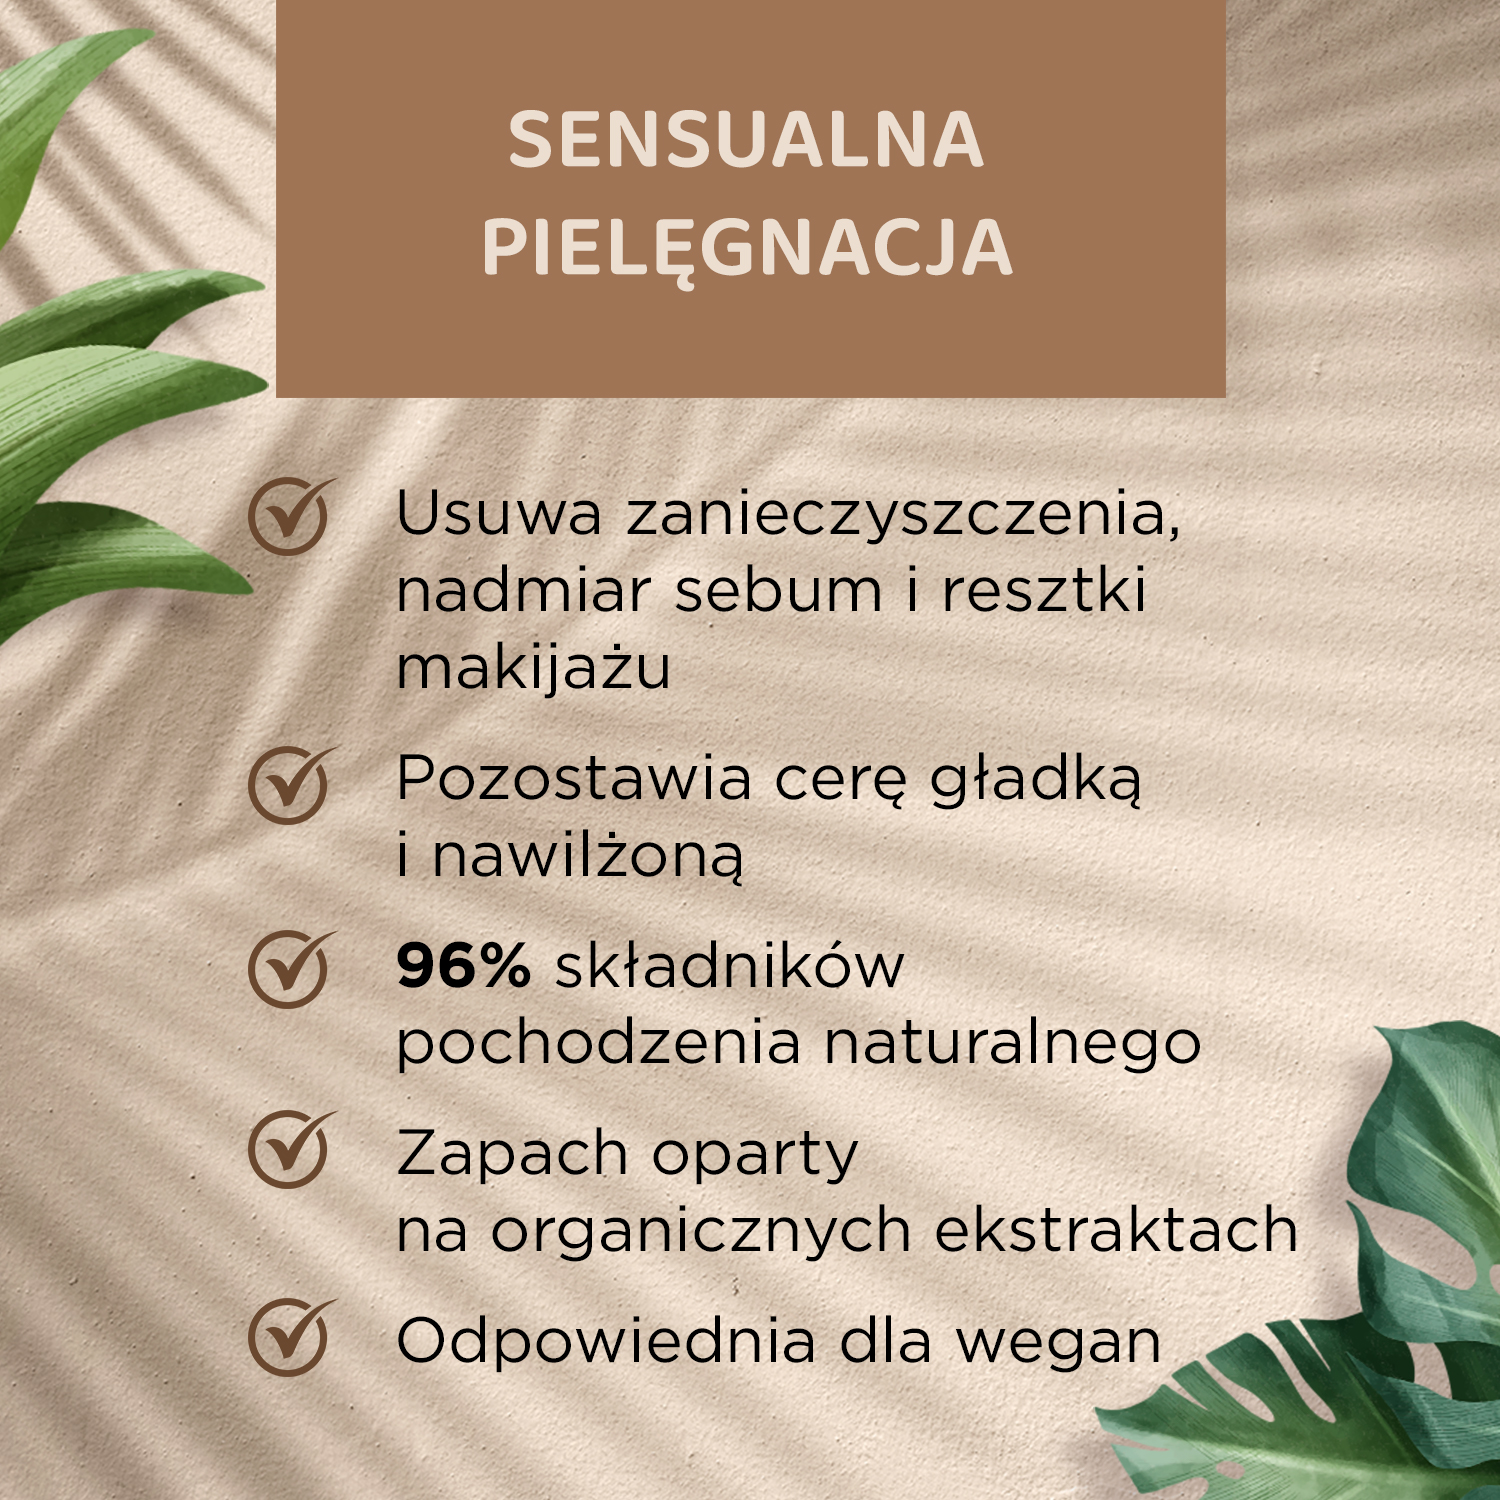 SENSUALNA
PIELĘGNACJA
Usuwa zanieczyszczenia,
nadmiar sebum i resztki
makijażu
Pozostawia cerę gładką
i nawilżoną
96% składników
pochodzenia naturalnego
Zapach oparty
na organicznych ekstraktach
Odpowiednia dla wegan